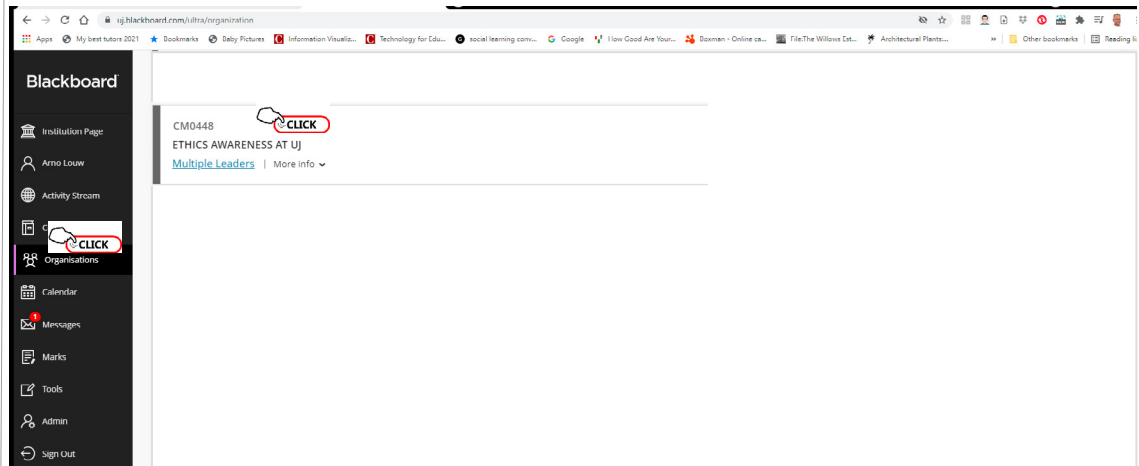 uj.blackboard.com/ultra/organization
Apps My best tutors 2021 Bookmarks Baby Pictures Information Visualiz... Technology for Edu... social learning conv... Google How Good Are Your... Boxman - Online ca... File:The Willows Est... Architectural Plants:... » Other bookmarks Reading
Blackboard
Institution Page
Arno Louw
Activity Stream
C
CLICK
Organisations
Calendar
1
Messages
Marks
Tools
Admin
Sign Out
CM0448
CLICK
ETHICS AWARENESS AT UJ
Multiple Leaders | More info